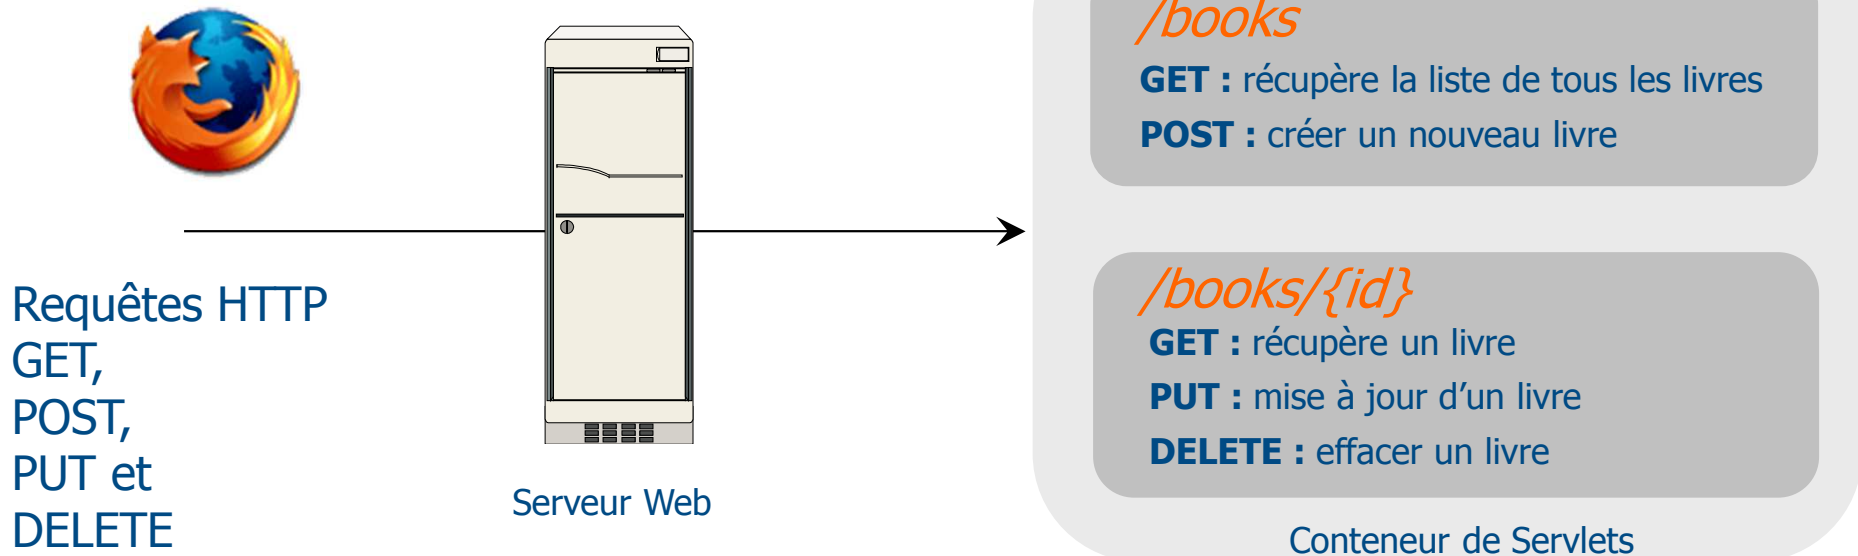 /books
GET : récupère la liste de tous les livres
POST : créer un nouveau livre
/books/{id}
GET : récupère un livre
PUT : mise à jour d’un livre
DELETE : effacer un livre
Requêtes HTTP
GET,
POST,
PUT et
DELETE
Serveur Web
Conteneur de Servlets